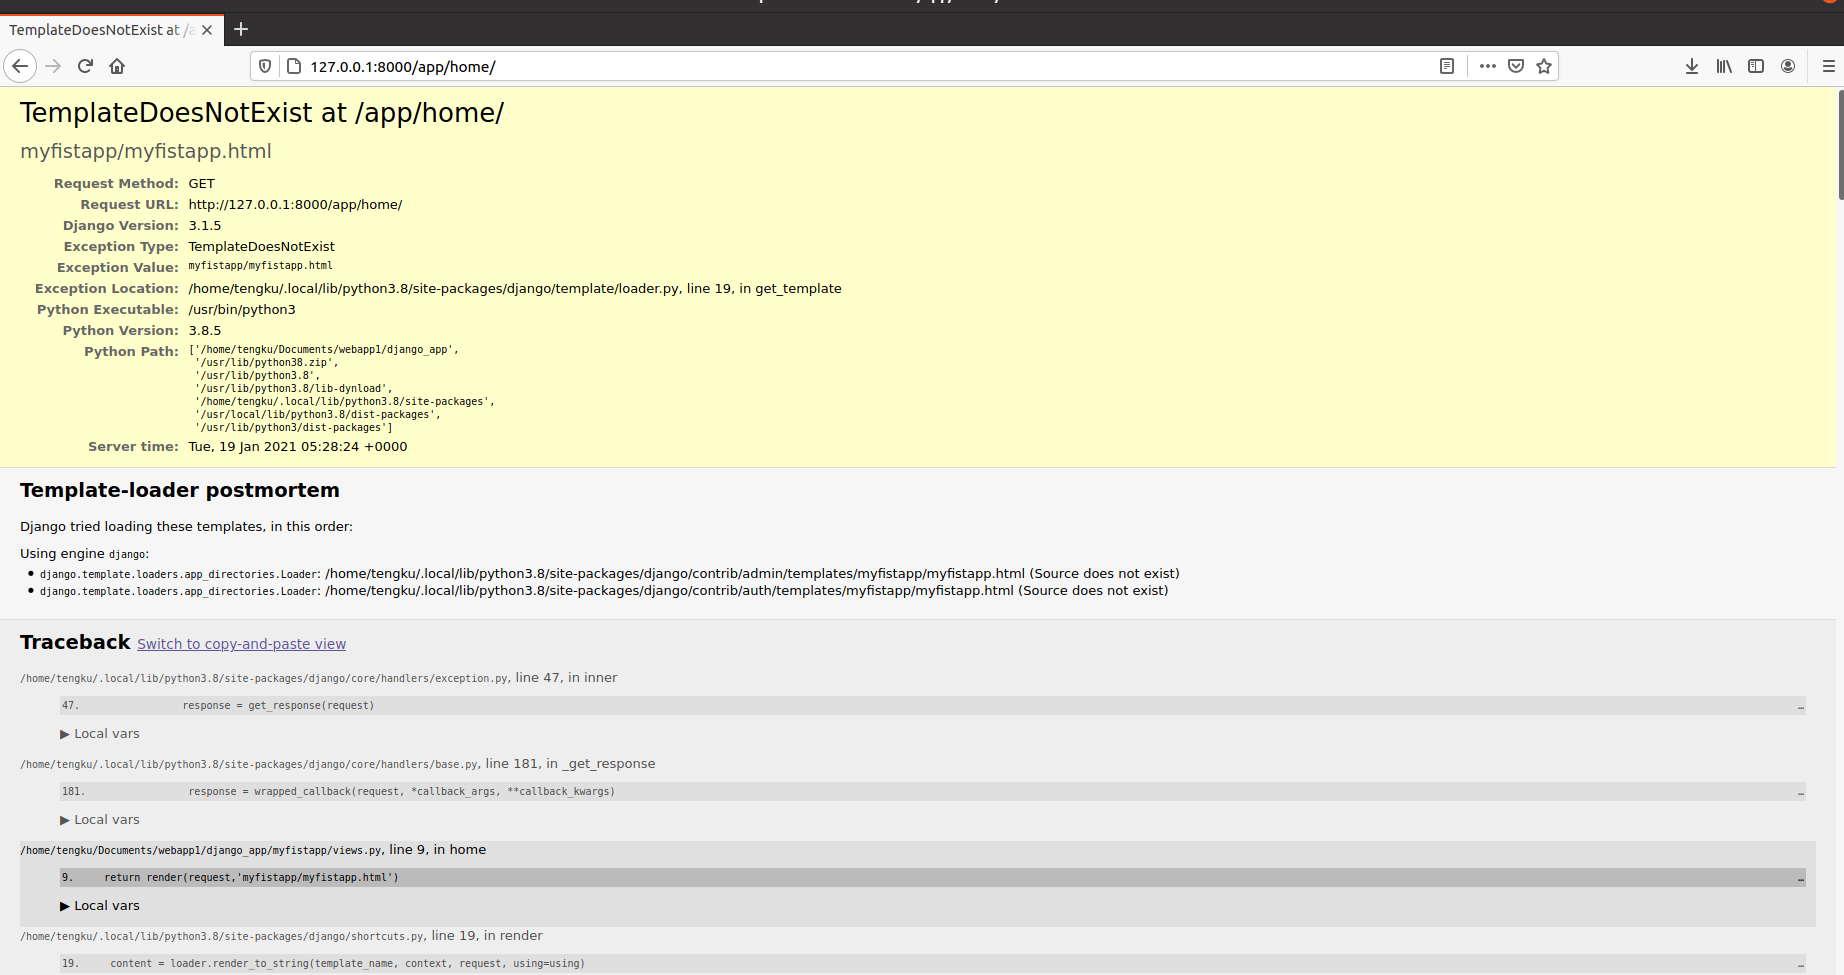 TemplateDoesNotExist at /a
127.0.0.1:8000/app/home/
TemplateDoesNotExist at /app/home/
myfistapp/myfistapp.html
Request Method: GET
Request URL: http://127.0.0.1:8000/app/home/
Django Version: 3.1.5
Exception Type: TemplateDoesNotExist
Exception Value: myfistapp/myfistapp.html
Exception Location: /home/tengku/.local/lib/python3.8/site-packages/django/template/loader.py, line 19, in get_template
Python Executable: /usr/bin/python3
Python Version: 3.8.5
Python Path: ['/home/tengku/Documents/webapp1/django_app',
'/usr/lib/python38.zip',
'/usr/lib/python3.8',
'/usr/lib/python3.8/lib-dynload',
'/home/tengku/.local/lib/python3.8/site-packages',
'/usr/local/lib/python3.8/dist-packages',
'/usr/lib/python3/dist-packages']
Server time: Tue, 19 Jan 2021 05:28:24 +0000
Template-loader postmortem
Django tried loading these templates, in this order:
Using engine django:
• django.template.loaders.app_directories.Loader: /home/tengku/.local/lib/python3.8/site-packages/django/contrib/admin/templates/myfistapp/myfistapp.html (Source does not exist)
• django.template.loaders.app_directories.Loader: /home/tengku/.local/lib/python3.8/site-packages/django/contrib/auth/templates/myfistapp/myfistapp.html (Source does not exist)
Traceback Switch to copy-and-paste view
/home/tengku/.local/lib/python3.8/site-packages/django/core/handlers/exception.py, line 47, in inner
47. response = get_response(request) …
▶ Local vars
/home/tengku/.local/lib/python3.8/site-packages/django/core/handlers/base.py, line 181, in _get_response
181. response = wrapped_callback(request, *callback_args, **callback_kwargs) …
▶ Local vars
/home/tengku/Documents/webapp1/django_app/myfistapp/views.py, line 9, in home
9. return render(request,'myfistapp/myfistapp.html') …
▶ Local vars
/home/tengku/.local/lib/python3.8/site-packages/django/shortcuts.py, line 19, in render
19. content = loader.render_to_string(template_name, context, request, using=using) …